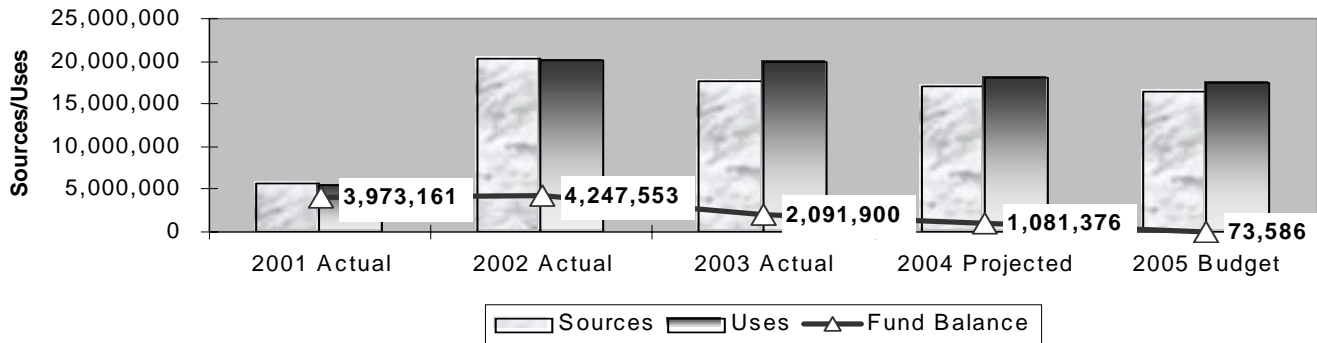 25,000,000
20,000,000
15,000,000
10,000,000
5,000,000
0
Sources/Uses
3,973,161
4,247,553
2,091,900
1,081,376
73,586
2001 Actual
2002 Actual
2003 Actual
2004 Projected
2005 Budget
Sources
Uses
Fund Balance